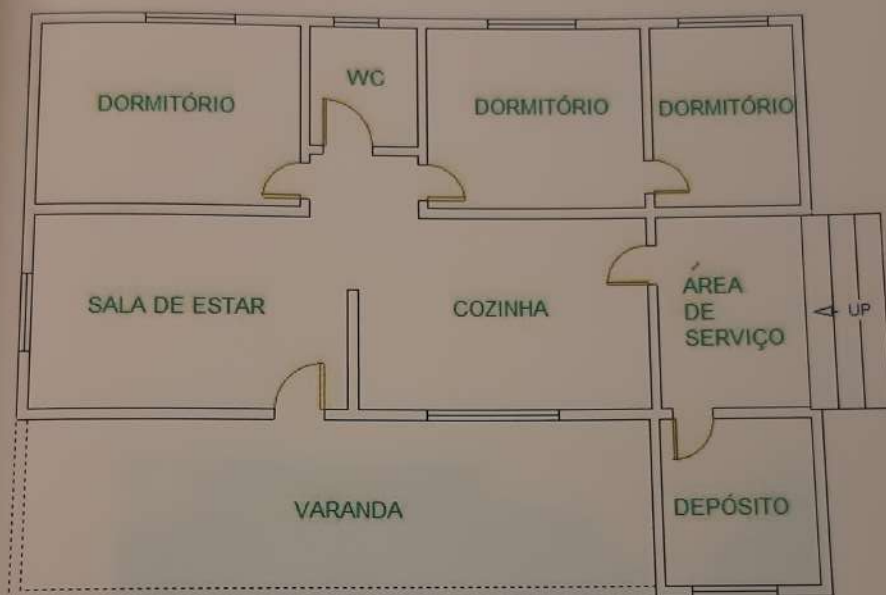 WC
DORMITÓRIO
DORMITÓRIO
DORMITÓRIO
SALA DE ESTAR
COZINHA
ÁREA
DE
SERVIÇO
UP
VARANDA
DEPÓSITO